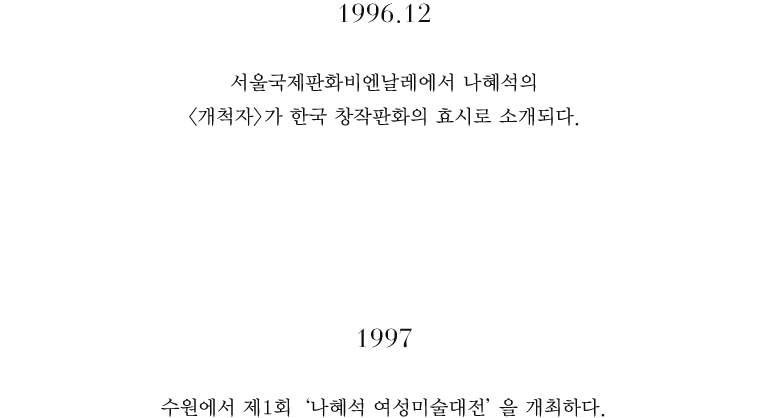 1996.12
서울국제판화비엔날레에서 나혜석의
〈개척자〉가 한국 창작판화의 효시로 소개되다.
1997
수원에서 제1회 ‘나혜석 여성미술대전’ 을 개최하다.